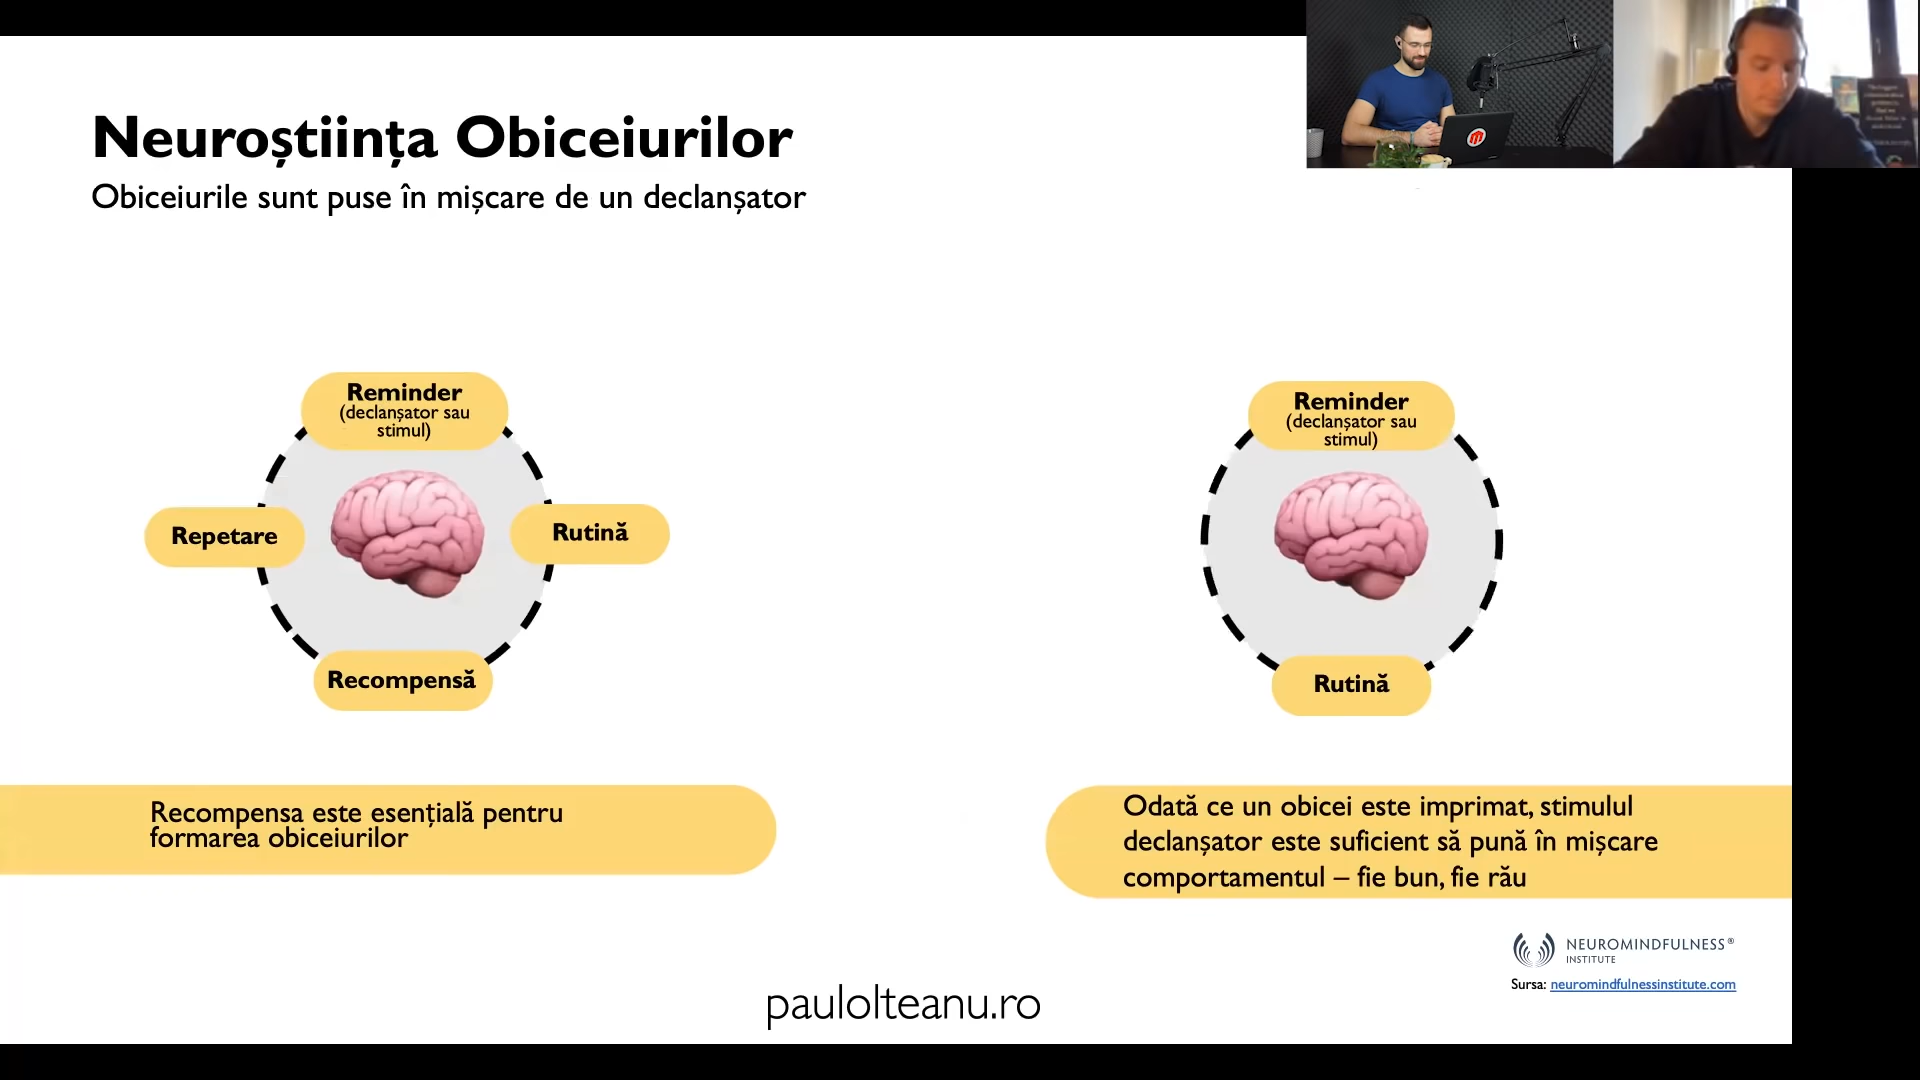 Neuroștiința Obiceiurilor
Obiceiurile sunt puse în mișcare de un declanșator
Reminder
(declanșator sau
stimul)
Repetare
Rutină
Recompensă
Reminder
(declanșator sau
stimul)
Rutină
Recompensa este esențială pentru
formarea obiceiurilor
Odată ce un obicei este imprimat, stimulul
declanșator este suficient să pună în mișcare
comportamentul – fie bun, fie rău
NEUROMINDFULNESS®
INSTITUTE
Sursa: neuromindfulnessinstitute.com
paulolteanu.ro